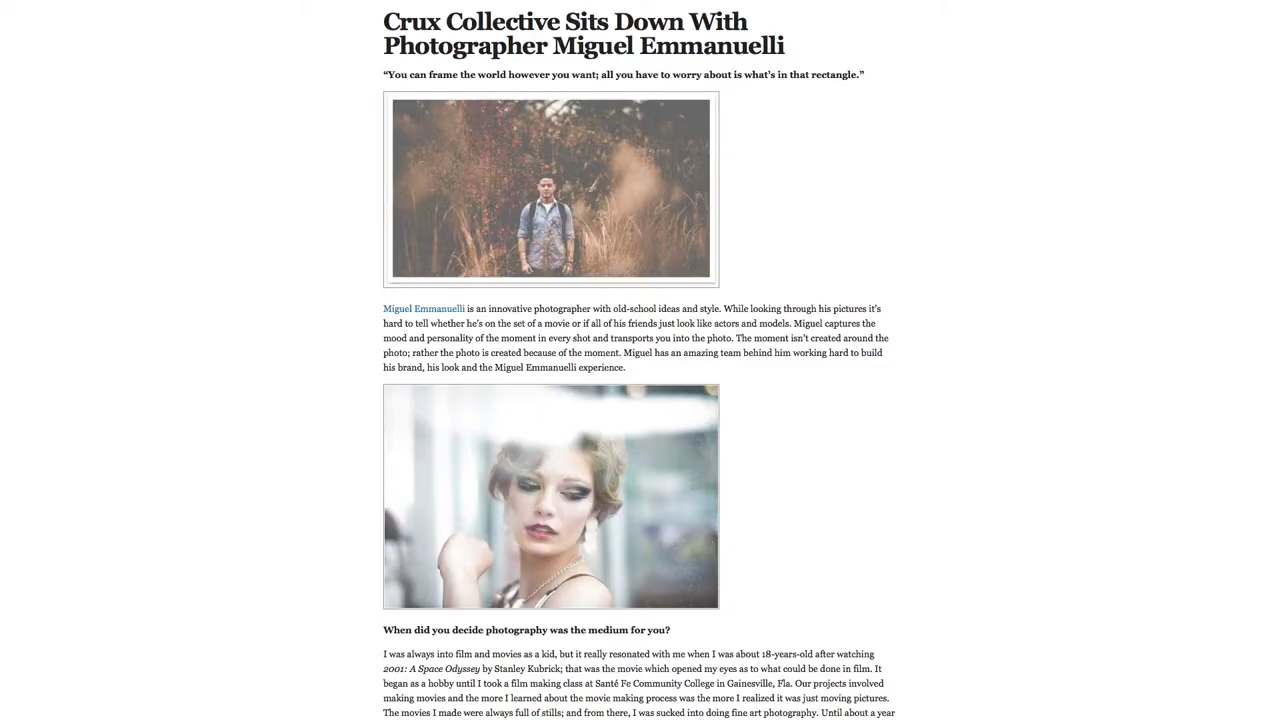 Crux Collective Sits Down With
Photographer Miguel Emmanuelli
“You can frame the world however you want; all you have to worry about is what’s in that rectangle.”
Miguel Emmanuelli is an innovative photographer with old-school ideas and style. While looking through his pictures it’s
hard to tell whether he’s on the set of a movie or if all of his friends just look like actors and models. Miguel captures the
mood and personality of the moment in every shot and transports you into the photo. The moment isn’t created around the
photo; rather the photo is created because of the moment. Miguel has an amazing team behind him working hard to build
his brand, his look and the Miguel Emmanuelli experience.
When did you decide photography was the medium for you?
I was always into film and movies as a kid, but it really resonated with me when I was about 18-years-old after watching
2001: A Space Odyssey by Stanley Kubrick; that was the movie which opened my eyes as to what could be done in film. It
began as a hobby until I took a film making class at Santé Fe Community College in Gainesville, Fla. Our projects involved
making movies and the more I learned about the movie making process was the more I realized it was just moving pictures.
The movies I made were always full of stills; and from there, I was sucked into doing fine art photography. Until about a year